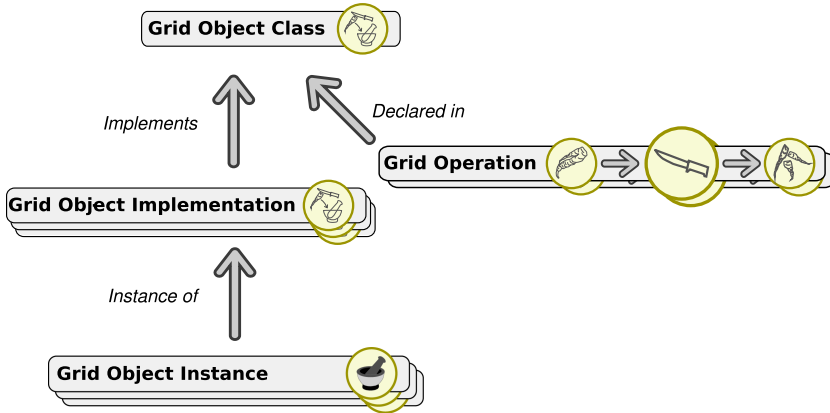 Grid Object Class
Implements
Declared in
Grid Operation
Grid Object Implementation
Instance of
Grid Object Instance